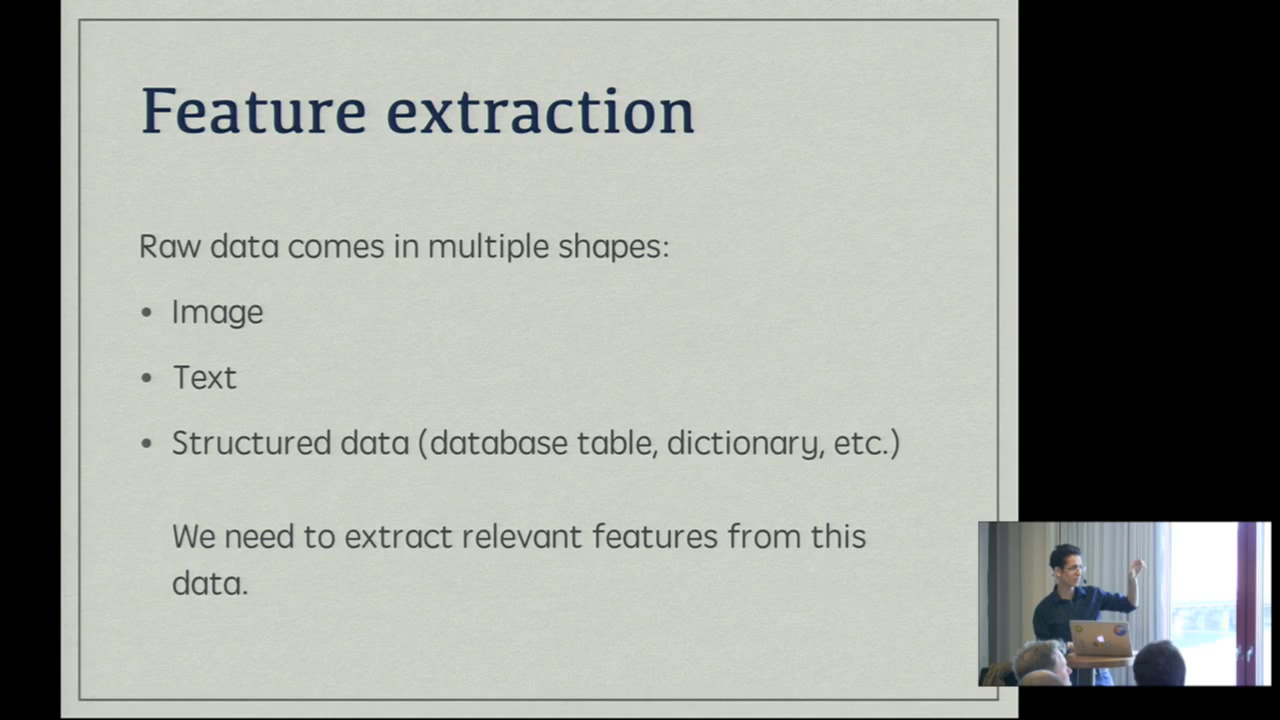 Feature extraction
Raw data comes in multiple shapes:
• Image
• Text
• Structured data (database table, dictionary, etc.)
We need to extract relevant features from this
data.